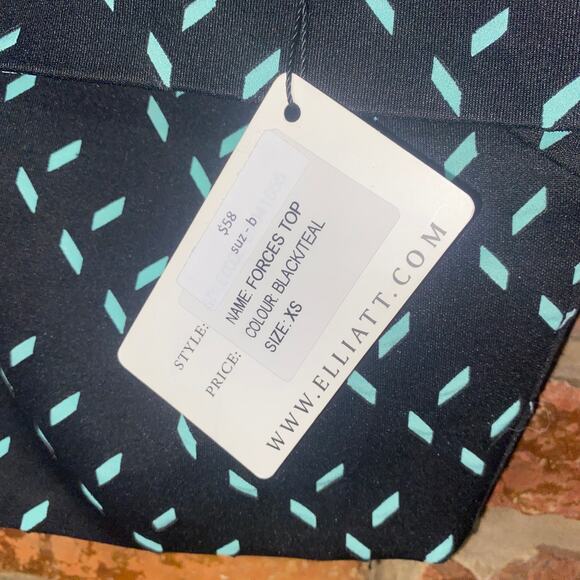 $58
suz - b
NAME: FORCES TOP
COLOUR: BLACK/TEAL
SIZE: XS
STYLE:
PRICE:
WWW.ELLIATT.COM